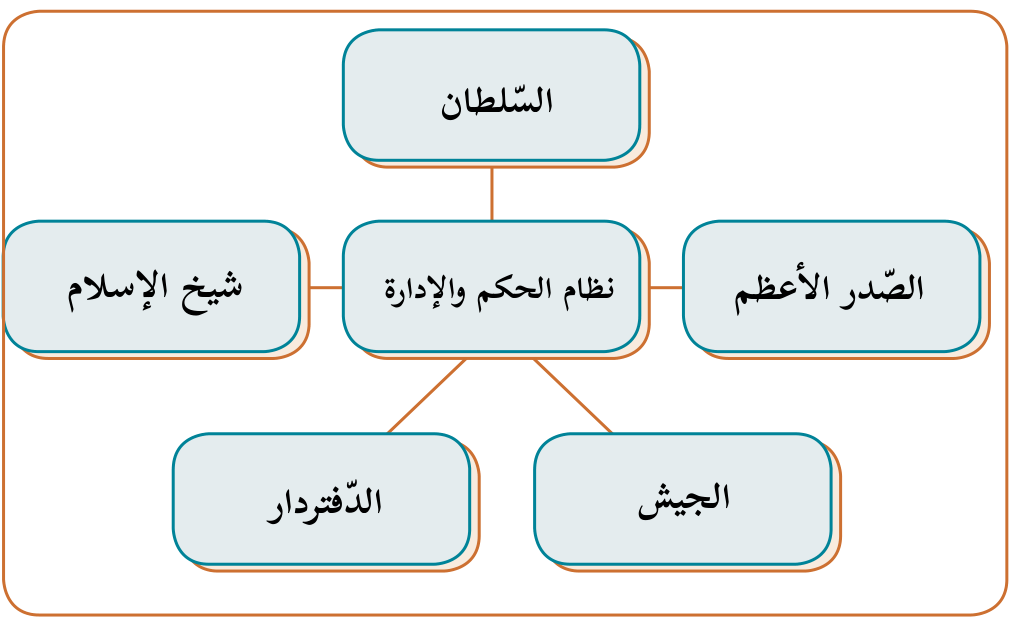 السّلطان
الصّدر الأعظم
نظام الحكم والإدارة
شيخ الإسلام
الجيش
الدّفتردار